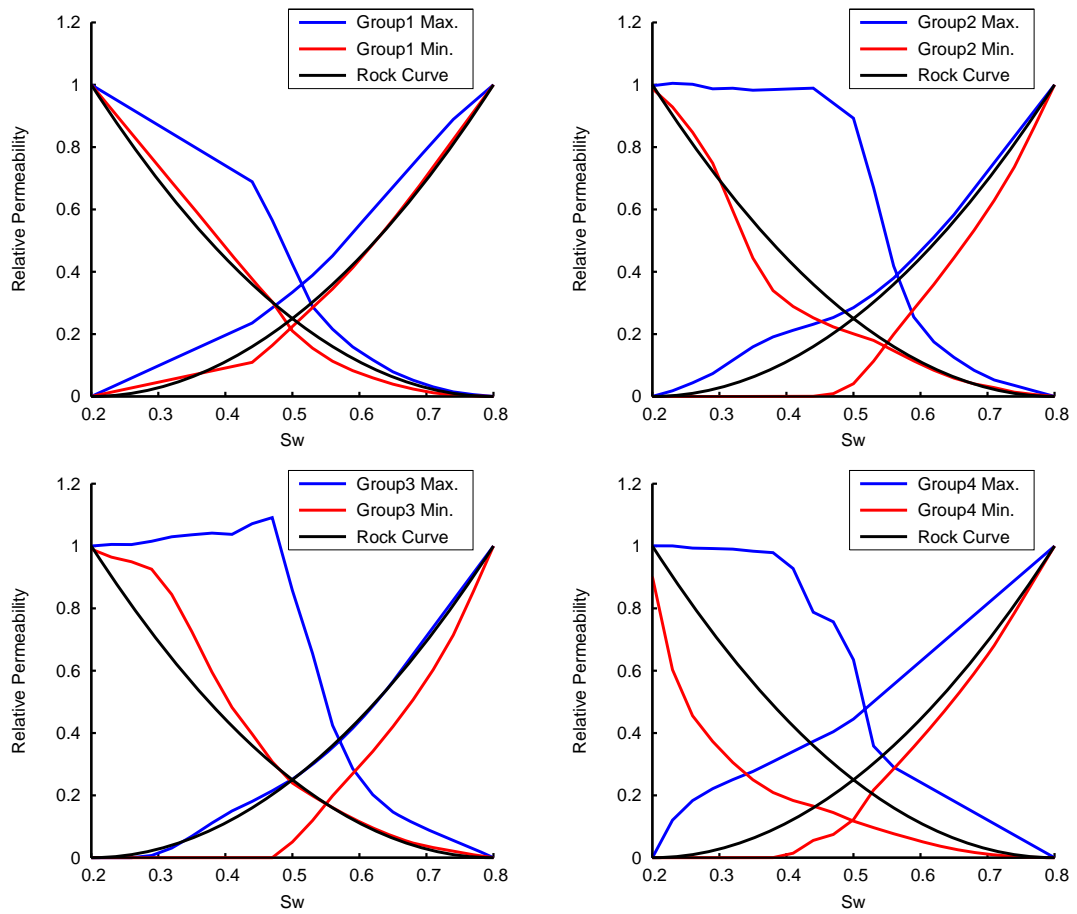 1.2
1
0.8
0.6
0.4
0.2
0
0.2 0.3 0.4 0.5 0.6 0.7 0.8
Relative Permeability
Sw
Group1 Max.
Group1 Min.
Rock Curve
1.2
1
0.8
0.6
0.4
0.2
0
0.2 0.3 0.4 0.5 0.6 0.7 0.8
Relative Permeability
Sw
Group2 Max.
Group2 Min.
Rock Curve
1.2
1
0.8
0.6
0.4
0.2
0
0.2 0.3 0.4 0.5 0.6 0.7 0.8
Relative Permeability
Sw
Group3 Max.
Group3 Min.
Rock Curve
1.2
1
0.8
0.6
0.4
0.2
0
0.2 0.3 0.4 0.5 0.6 0.7 0.8
Relative Permeability
Sw
Group4 Max.
Group4 Min.
Rock Curve